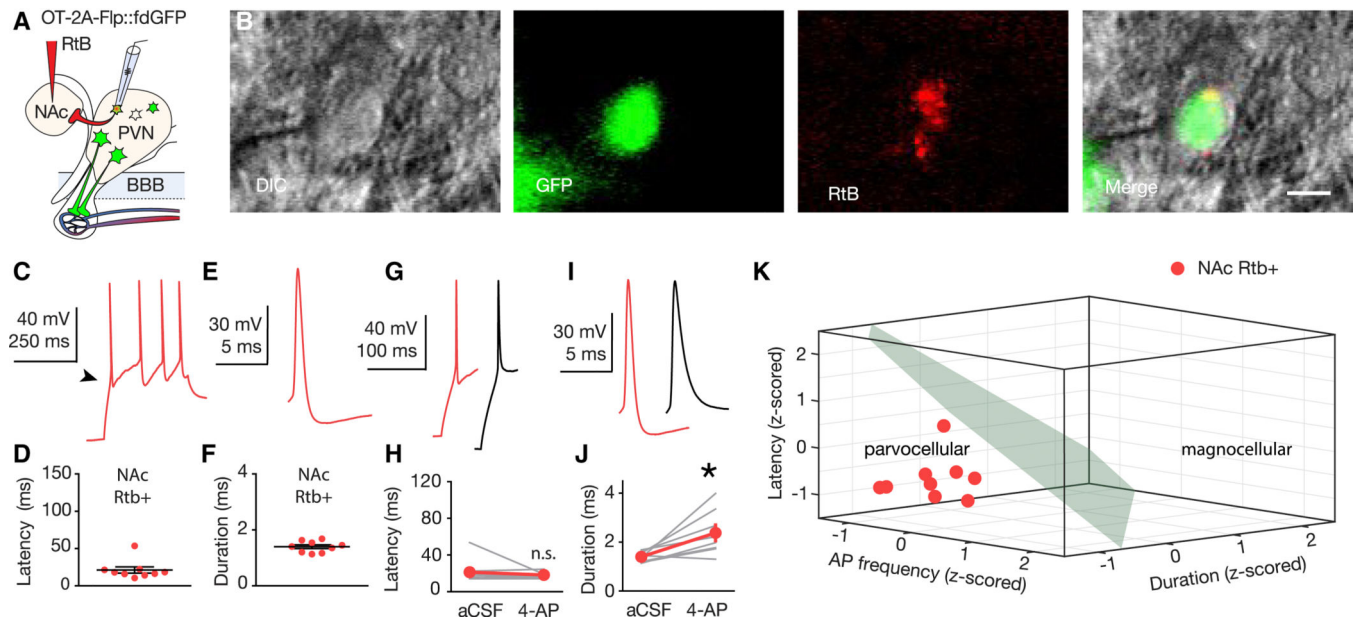 A
OT-2A-Flp::fdGFP
RtB
NAc
PVN
BBB
B
DIC
GFP
RtB
Merge
C
40 mV
250 ms
E
30 mV
5 ms
G
40 mV
100 ms
I
30 mV
5 ms
D
Latency (ms)
150
100
50
0
NAc
Rtb+
F
Duration (ms)
4
2
0
NAc
Rtb+
H
Latency (ms)
120
80
40
0
n.s.
aCSF
4-AP
J
Duration (ms)
4
2
0
*
aCSF
4-AP
K
NAc Rtb+
Latency (z-scored)
2
1
0
-1
parvocellular
magnocellular
-1
0
1
2
AP frequency (z-scored)
-1
0
1
2
Duration (z-scored)